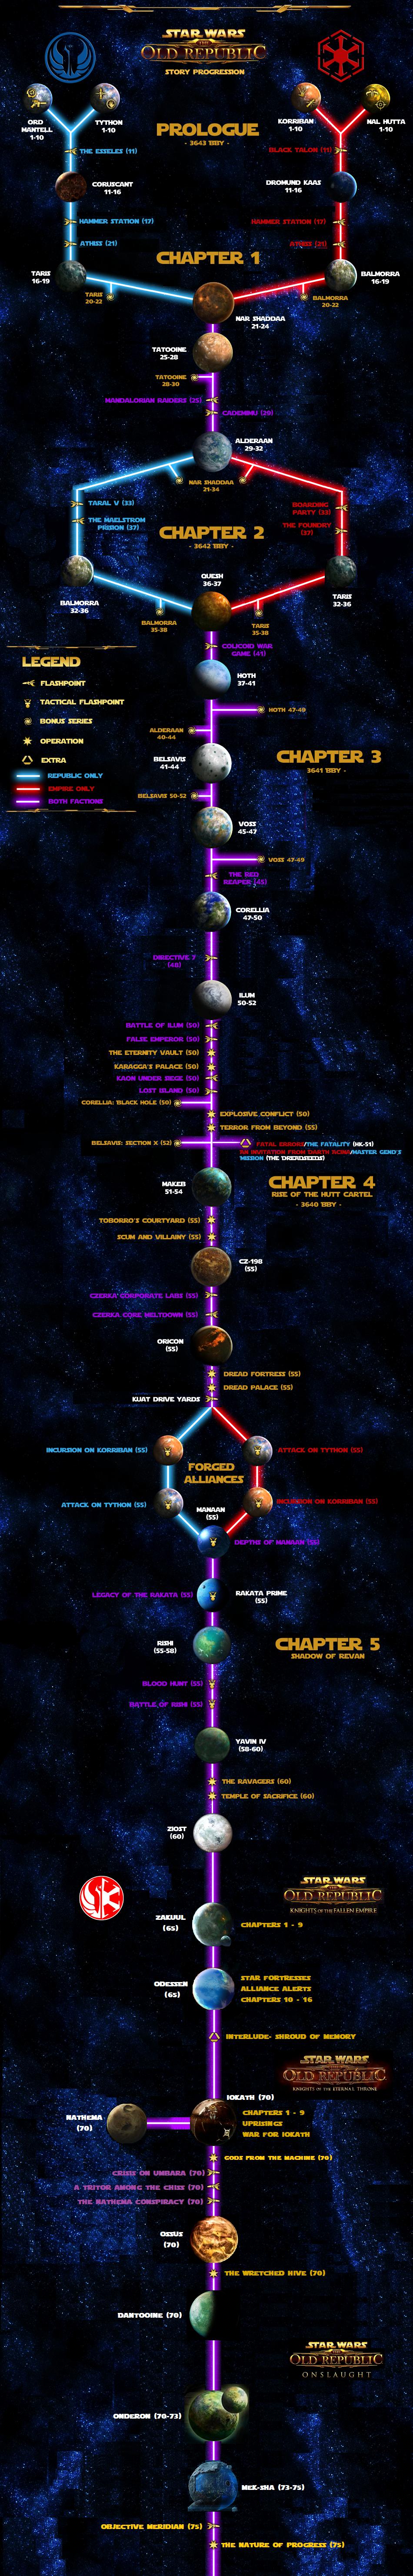 STAR WARS
THE
OLD REPUBLIC
STORY PROGRESSION
ORD
MANTELL
1-10
TYTHON
1-10
KORRIBAN
1-10
NAL HUTTA
1-10
PROLOGUE
- 3643 BBY -
THE ESSELES (11)
BLACK TALON (11)
CORUSCANT
11-16
DROMUND KAAS
11-16
HAMMER STATION (17)
HAMMER STATION (17)
ATHISS (21)
ATHISS (21)
CHAPTER 1
TARIS
16-19
BALMORRA
16-19
TARIS
20-22
BALMORRA
20-22
NAR SHADDAA
21-24
TATOOINE
25-28
TATOOINE
28-30
MANDALORIAN RAIDERS (25)
CADEMIMU (29)
ALDERAAN
29-32
NAR SHADDAA
21-24
TARAL V (33)
BOARDING
PARTY (33)
THE MAELSTROM
PRISON (37)
THE FOUNDRY
(37)
CHAPTER 2
- 3642 BBY -
QUESH
36-37
BALMORRA
32-36
TARIS
32-36
BALMORRA
35-38
TARIS
35-38
COLICOID WAR
GAME (41)
LEGEND
FLASHPOINT
TACTICAL FLASHPOINT
BONUS SERIES
OPERATION
EXTRA
REPUBLIC ONLY
EMPIRE ONLY
BOTH FACTIONS
HOTH
37-41
HOTH 47-49
ALDERAAN
40-44
CHAPTER 3
3641 BBY -
BELSAVIS
41-44
BELSAVIS 50-52
VOSS
45-47
VOSS 47-49
THE RED
REAPER (45)
CORELLIA
47-50
DIRECTIVE 7
(48)
ILUM
50-52
BATTLE OF ILUM (50)
FALSE EMPEROR (50)
THE ETERNITY VAULT (50)
KARAGGA'S PALACE (50)
KAON UNDER SIEGE (50)
LOST ISLAND (50)
CORELLIA: BLACK HOLE (50)
EXPLOSIVE CONFLICT (50)
TERROR FROM BEYOND (55)
BELSAVIS: SECTION X (52)
FATAL ERRORS/THE FATALITY (HK-51)
AN INVITATION FROM DARTH ACINA/MASTER GEND'S
MISSION (THE DREADSEEDS)
MAKEB
51-54
CHAPTER 4
RISE OF THE HUTT CARTEL
- 3640 BBY -
TOBORRO'S COURTYARD (55)
SCUM AND VILLAINY (55)
CZ-198
(55)
CZERKA CORPORATE LABS (55)
CZERKA CORE MELTDOWN (55)
ORICON
(55)
DREAD FORTRESS (55)
DREAD PALACE (55)
KUAT DRIVE YARDS
INCURSION ON KORRIBAN (55)
ATTACK ON TYTHON (55)
FORGED
ALLIANCES
ATTACK ON TYTHON (55)
INCURSION ON KORRIBAN (55)
MANAAN
(55)
DEPTHS OF MANAAN (55)
LEGACY OF THE RAKATA (55)
RAKATA PRIME
(55)
RISHI
(55-58)
CHAPTER 5
SHADOW OF REVAN
BLOOD HUNT (55)
BATTLE OF RISHI (55)
YAVIN IV
(58-60)
THE RAVAGERS (60)
TEMPLE OF SACRIFICE (60)
ZIOST
(60)
STAR WARS
THE
OLD REPUBLIC
KNIGHTS OF THE FALLEN EMPIRE
ZAKUUL
(65)
CHAPTERS 1 - 9
ODESSEN
(65)
STAR FORTRESSES
ALLIANCE ALERTS
CHAPTERS 10 - 16
INTERLUDE- SHROUD OF MEMORY
STAR WARS
THE
OLD REPUBLIC
KNIGHTS OF THE ETERNAL THRONE
IOKATH (70)
NATHEMA
(70)
CHAPTERS 1 - 9
UPRISINGS
WAR FOR IOKATH
GODS FROM THE MACHINE (70)
CRISIS ON UMBARA (70)
A TRITOR AMONG THE CHISS (70)
THE NATHEMA CONSPIRACY (70)
OSSUS
(70)
THE WRETCHED HIVE (70)
DANTOOINE (70)
STAR WARS
THE
OLD REPUBLIC
ONSLAUGHT
ONDERON (70-73)
MEK-SHA (73-75)
OBJECTIVE MERIDIAN (75)
THE NATURE OF PROGRESS (75)